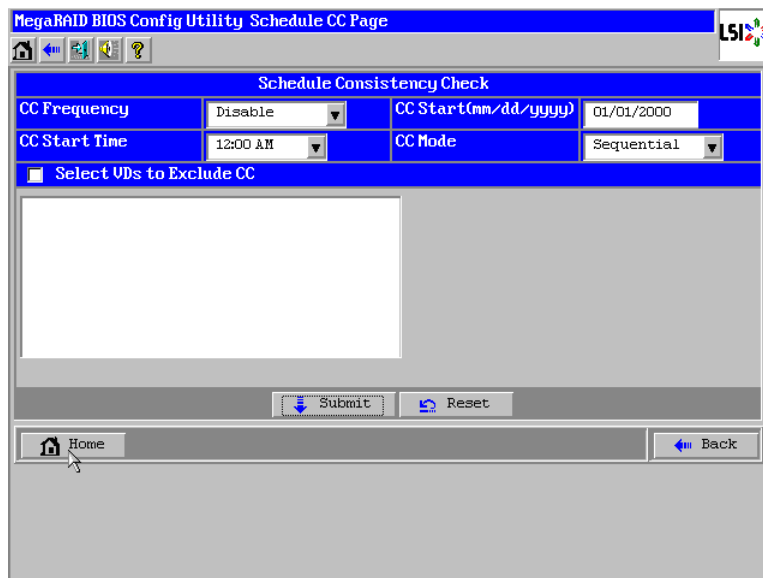 MegaRAID BIOS Config Utility Schedule CC Page
LSI
Schedule Consistency Check
CC Frequency Disable CC Start(mm/dd/yyyy) 01/01/2000
CC Start Time 12:00 AM CC Mode Sequential
Select VDs to Exclude CC
Submit Reset
Home Back